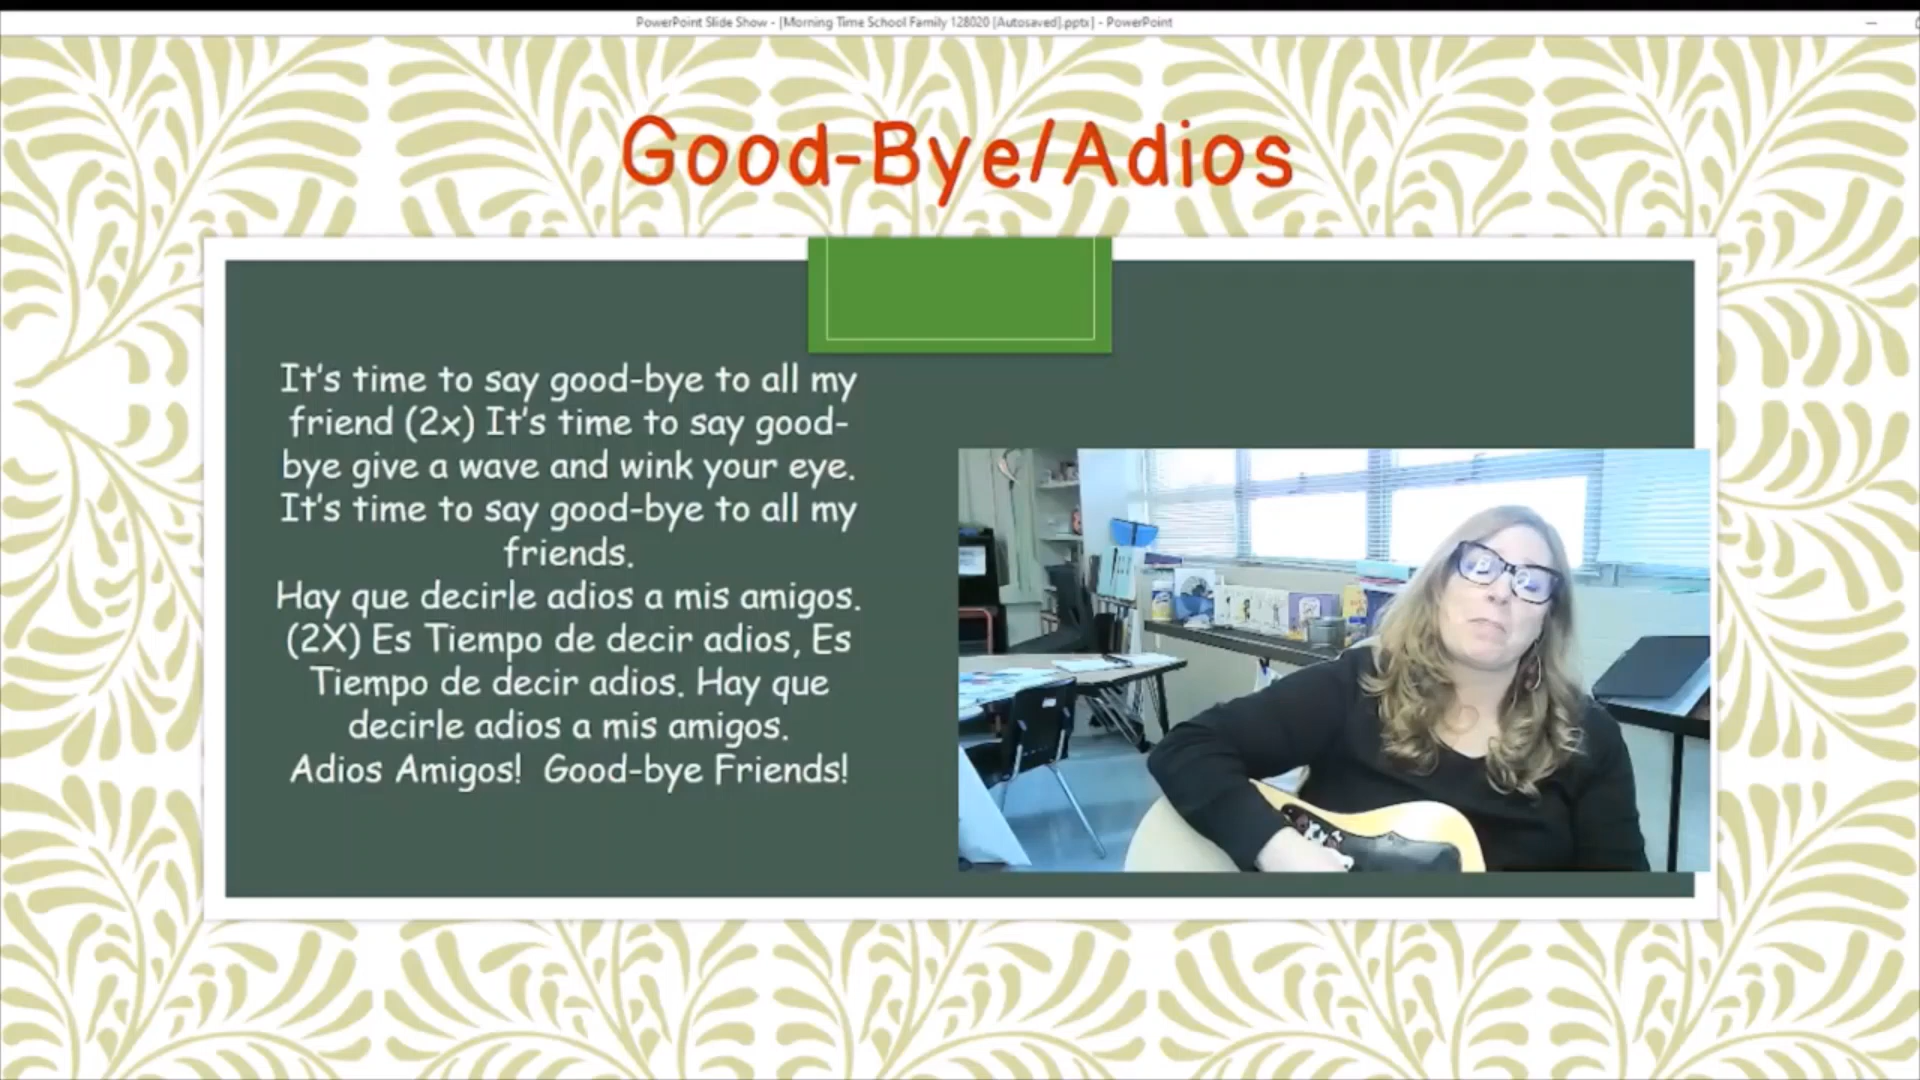 PowerPoint Slide Show - [Morning Time School Family 128020 [Autosaved].pptx] - PowerPoint
Good-Bye/Adios
It's time to say good-bye to all my
friend (2x) It's time to say good-
bye give a wave and wink your eye.
It's time to say good-bye to all my
friends.
Hay que decirle adios a mis amigos.
(2X) Es Tiempo de decir adios, Es
Tiempo de decir adios. Hay que
decirle adios a mis amigos.
Adios Amigos!  Good-bye Friends!